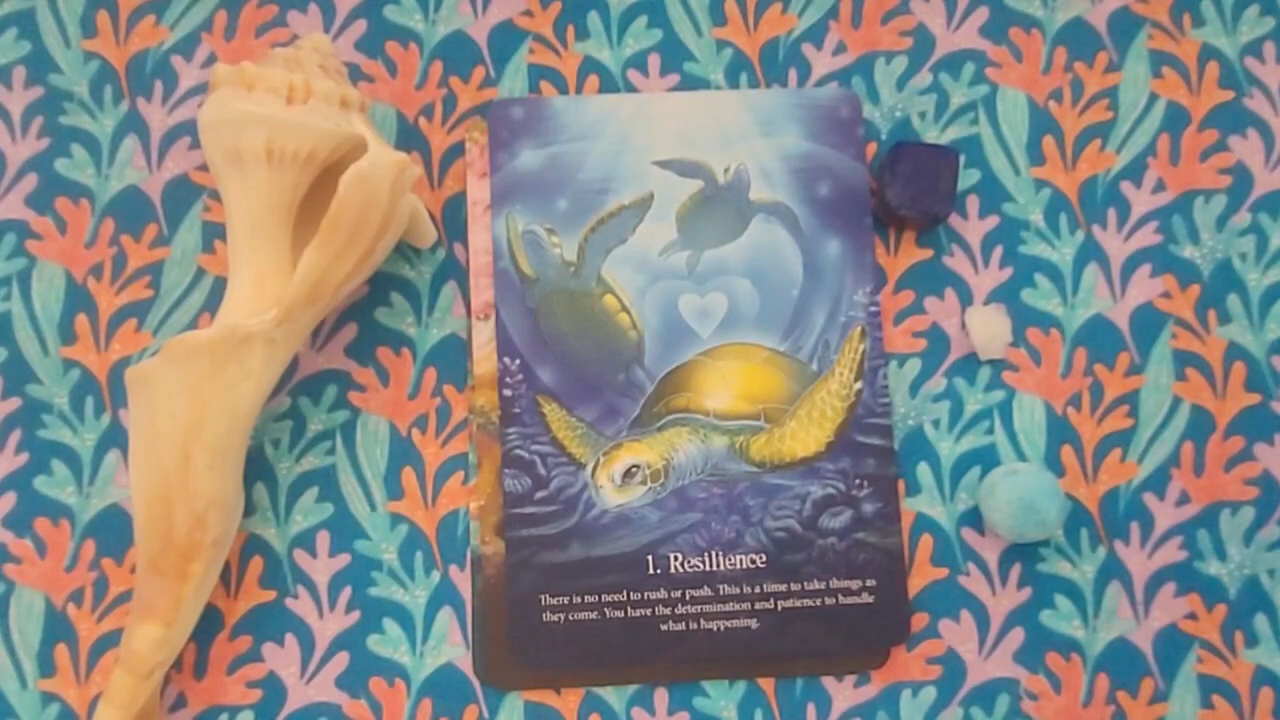 1. Resilience
There is no need to rush or push. This is a time to take things as
they come. You have the determination and patience to handle
what is happening.